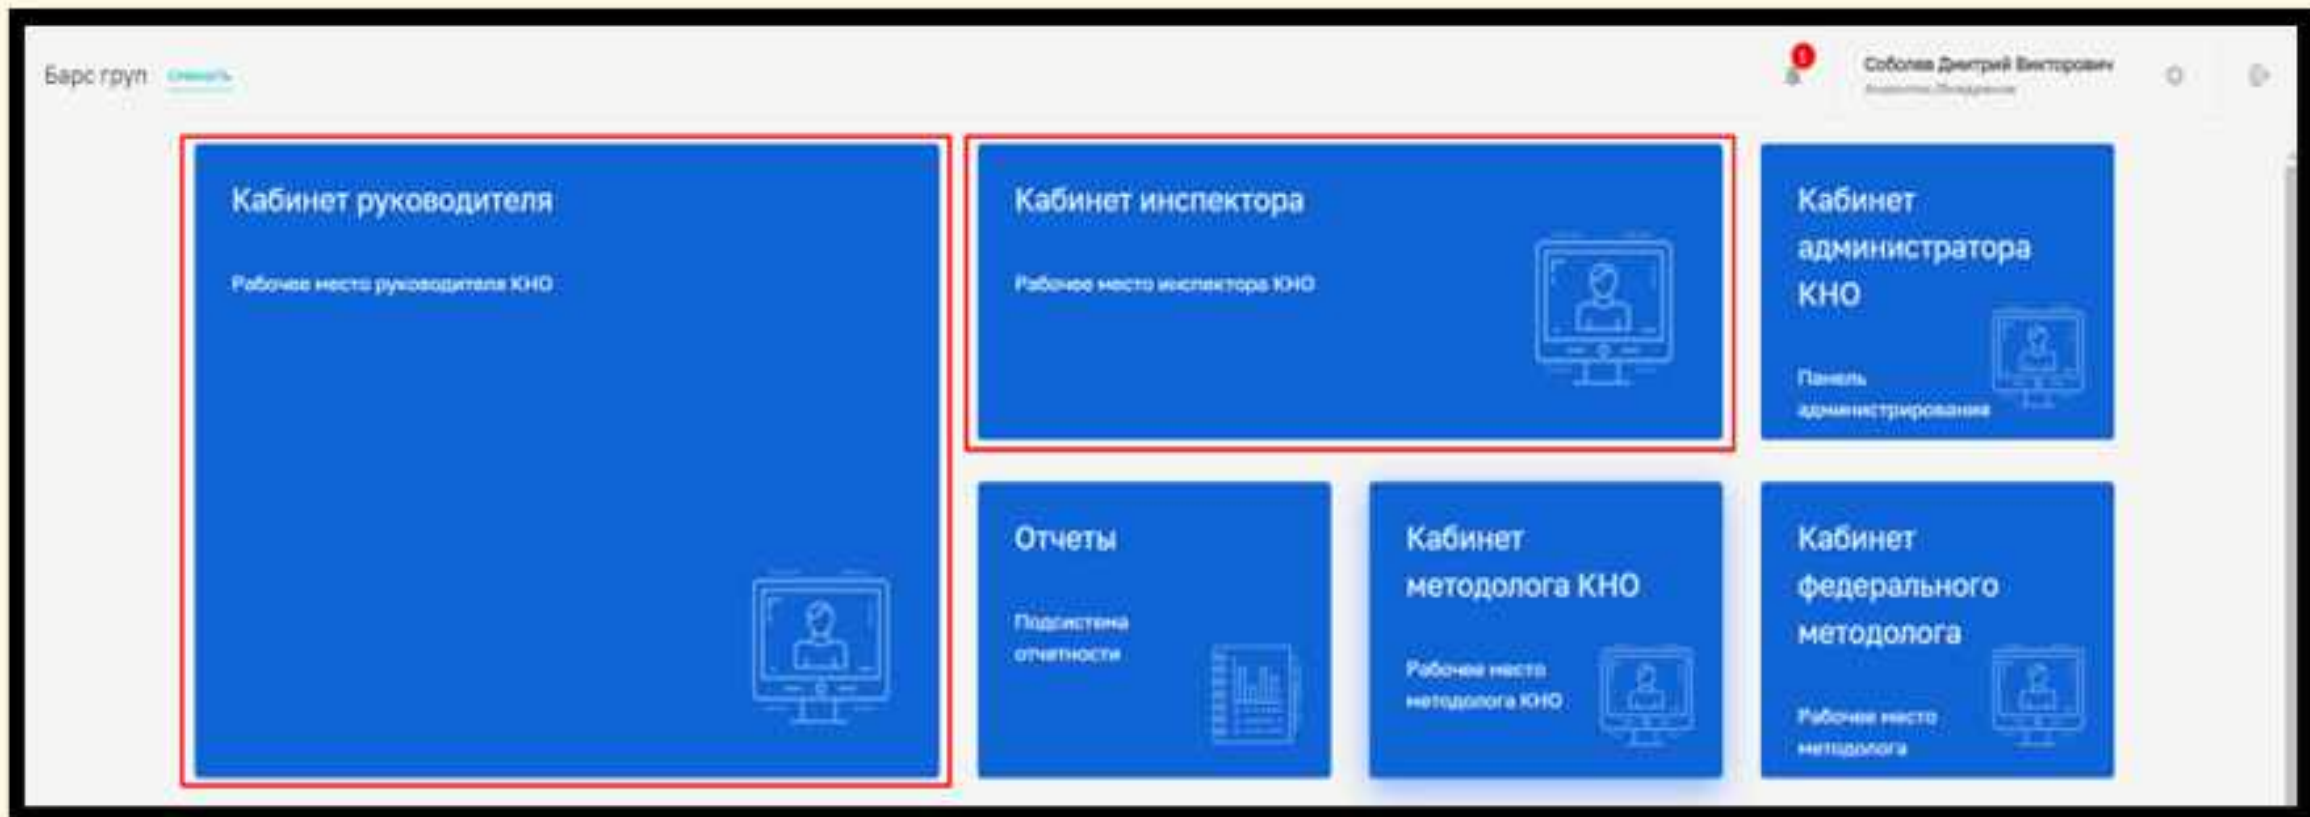 Барс груп сменить
1
Соболев Дмитрий Викторович
Кабинет руководителя
Рабочее место руководителя КНО
Кабинет инспектора
Рабочее место инспектора КНО
Кабинет
администратора
КНО
Панель
администрирования
Отчеты
Подсистема
отчетности
Кабинет
методолога КНО
Рабочее место
методолога КНО
Кабинет
федерального
методолога
Рабочее место
методолога